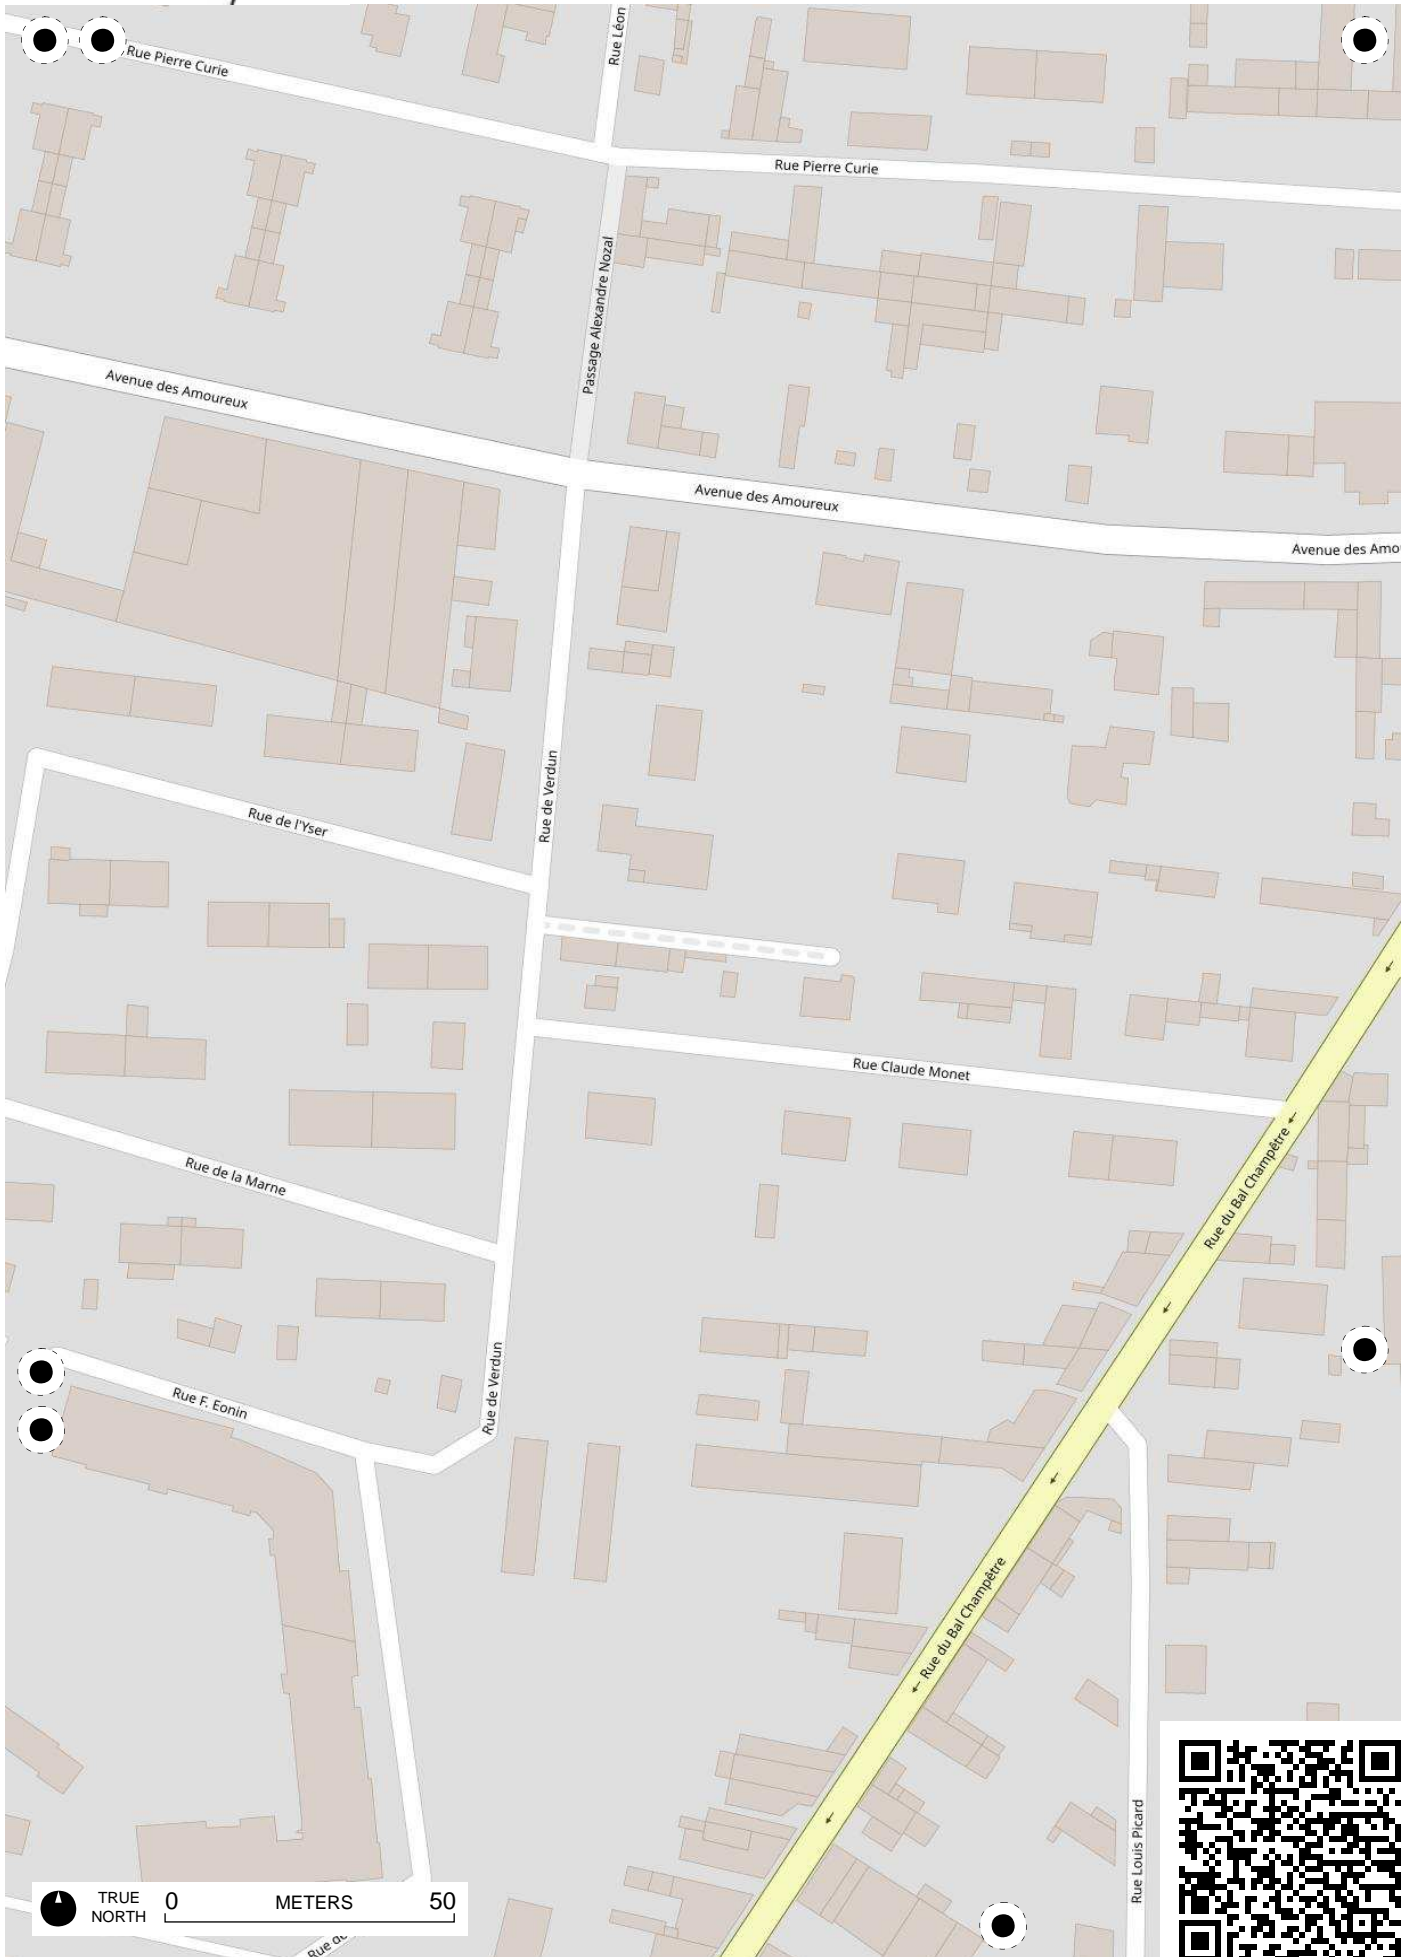 Rue Léon
Rue Pierre Curie
Rue Pierre Curie
Passage Alexandre Nozal
Avenue des Amoureux
Avenue des Amoureux
Avenue des Amo
Rue de Verdun
Rue de l'Yser
Rue Claude Monet
Rue du Bal Champêtre
Rue de la Marne
Rue de Verdun
Rue F. Eonin
Rue du Bal Champêtre
Rue Louis Picard
TRUE
NORTH
0 METERS 50
Rue de